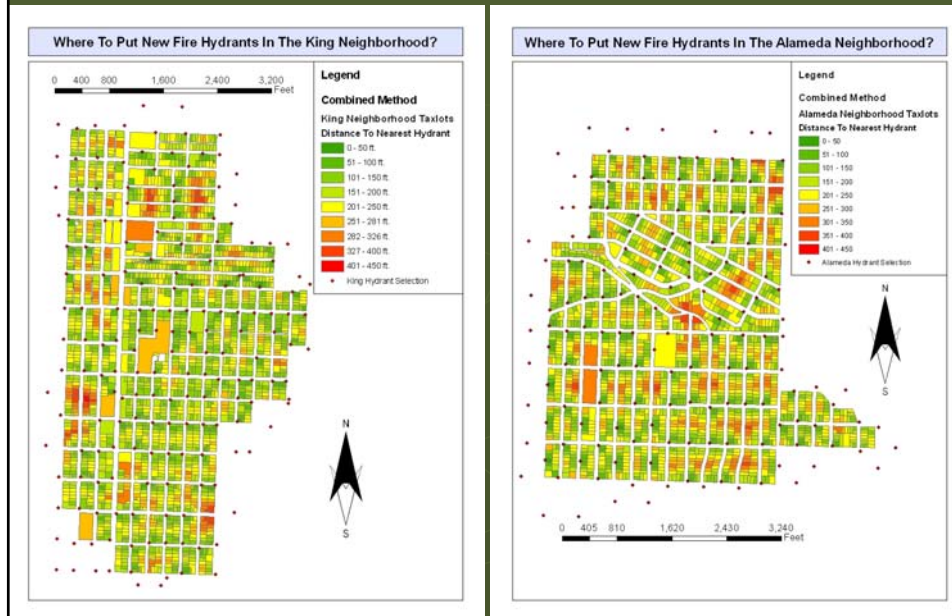 Where To Put New Fire Hydrants In The King Neighborhood?
0 400 800 1,600 2,400 3,200
Feet
Legend
Combined Method
King Neighborhood Taxlots
Distance To Nearest Hydrant
0 - 50 ft.
51 - 100 ft.
101 - 150 ft.
151 - 200 ft.
201 - 250 ft.
251 - 281 ft.
282 - 326 ft.
327 - 400 ft.
401 - 450 ft.
King Hydrant Selection
N
S
Where To Put New Fire Hydrants In The Alameda Neighborhood?
Legend
Combined Method
Alameda Neighborhood Taxlots
Distance To Nearest Hydrant
0 - 50
51 - 100
101 - 150
151 - 200
201 - 250
251 - 300
301 - 350
351 - 400
401 - 450
Alameda Hydrant Selection
N
S
0 405 810 1,620 2,430 3,240
Feet